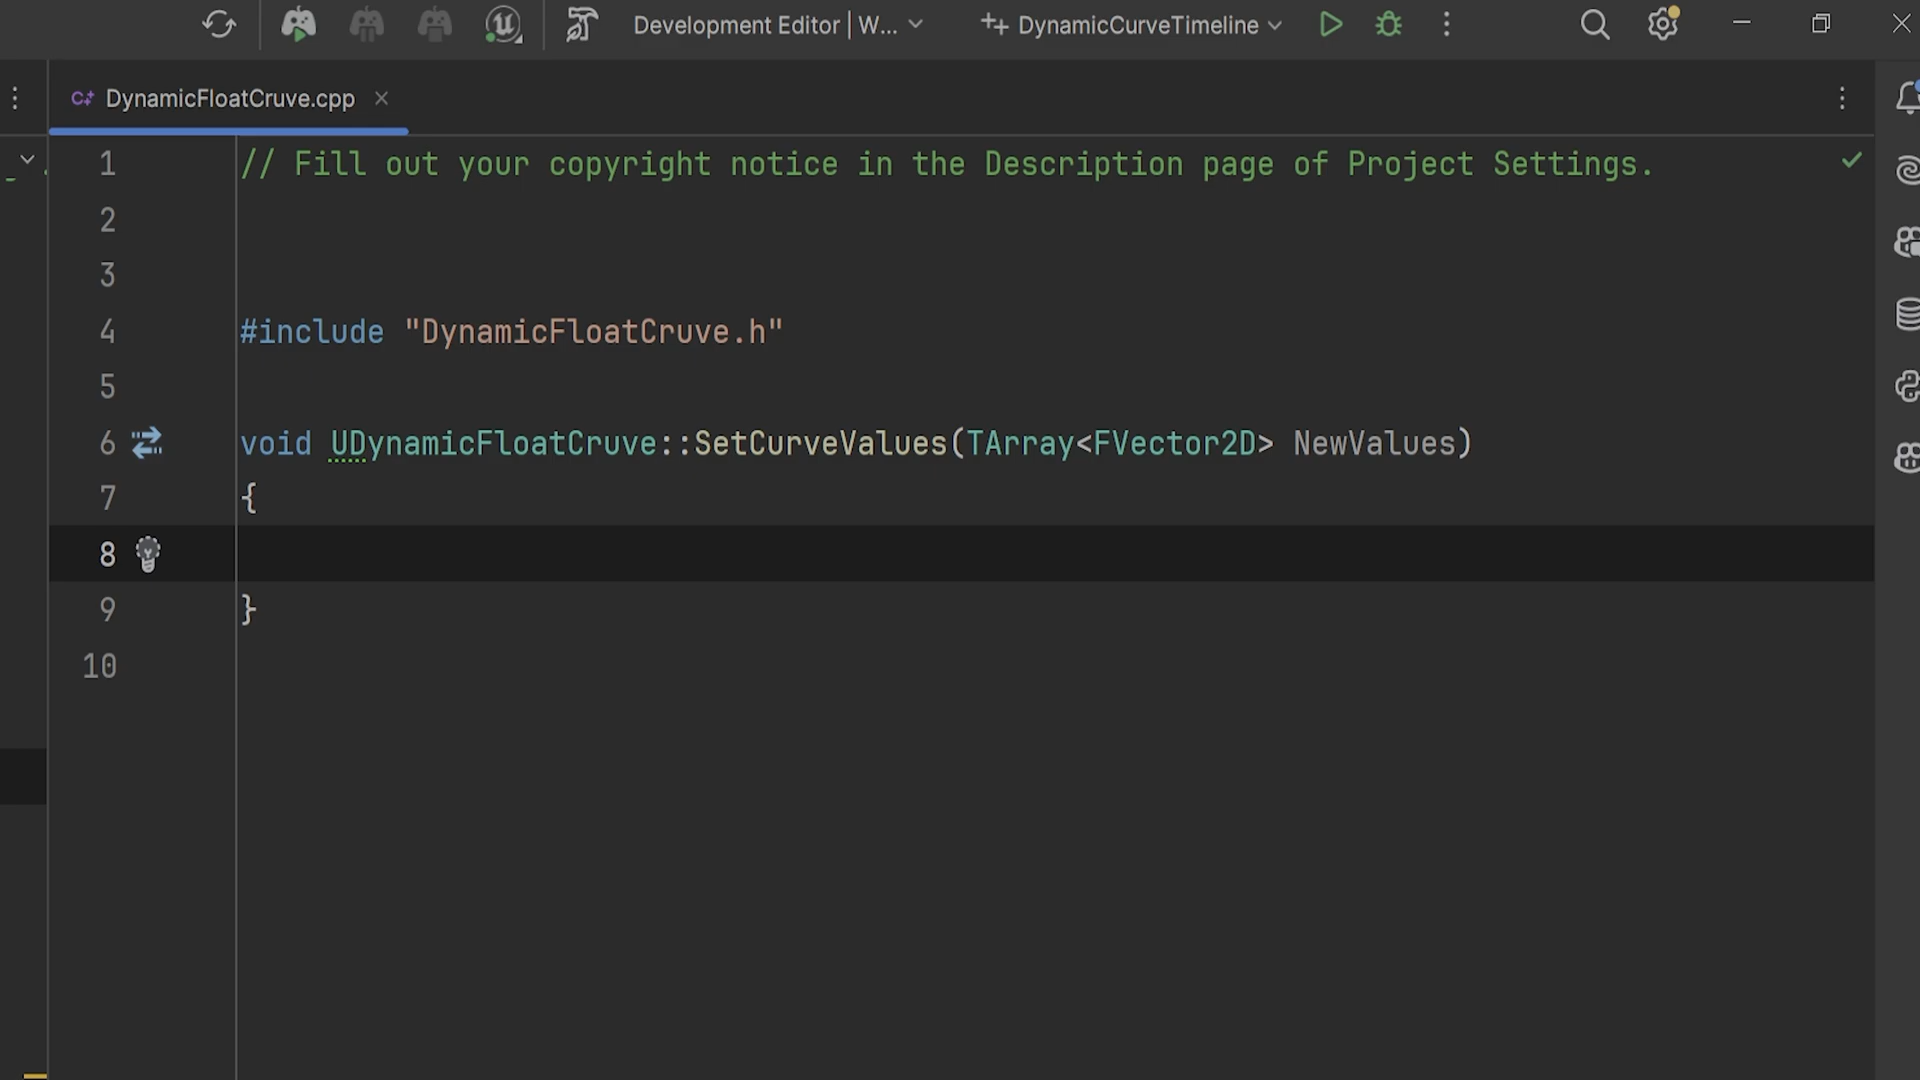 Development Editor | W... DynamicCurveTimeline
DynamicFloatCruve.cpp
1 // Fill out your copyright notice in the Description page of Project Settings.
2
3
4 #include "DynamicFloatCruve.h"
5
6 void UDynamicFloatCruve::SetCurveValues(TArray<FVector2D> NewValues)
7 {
8
9 }
10